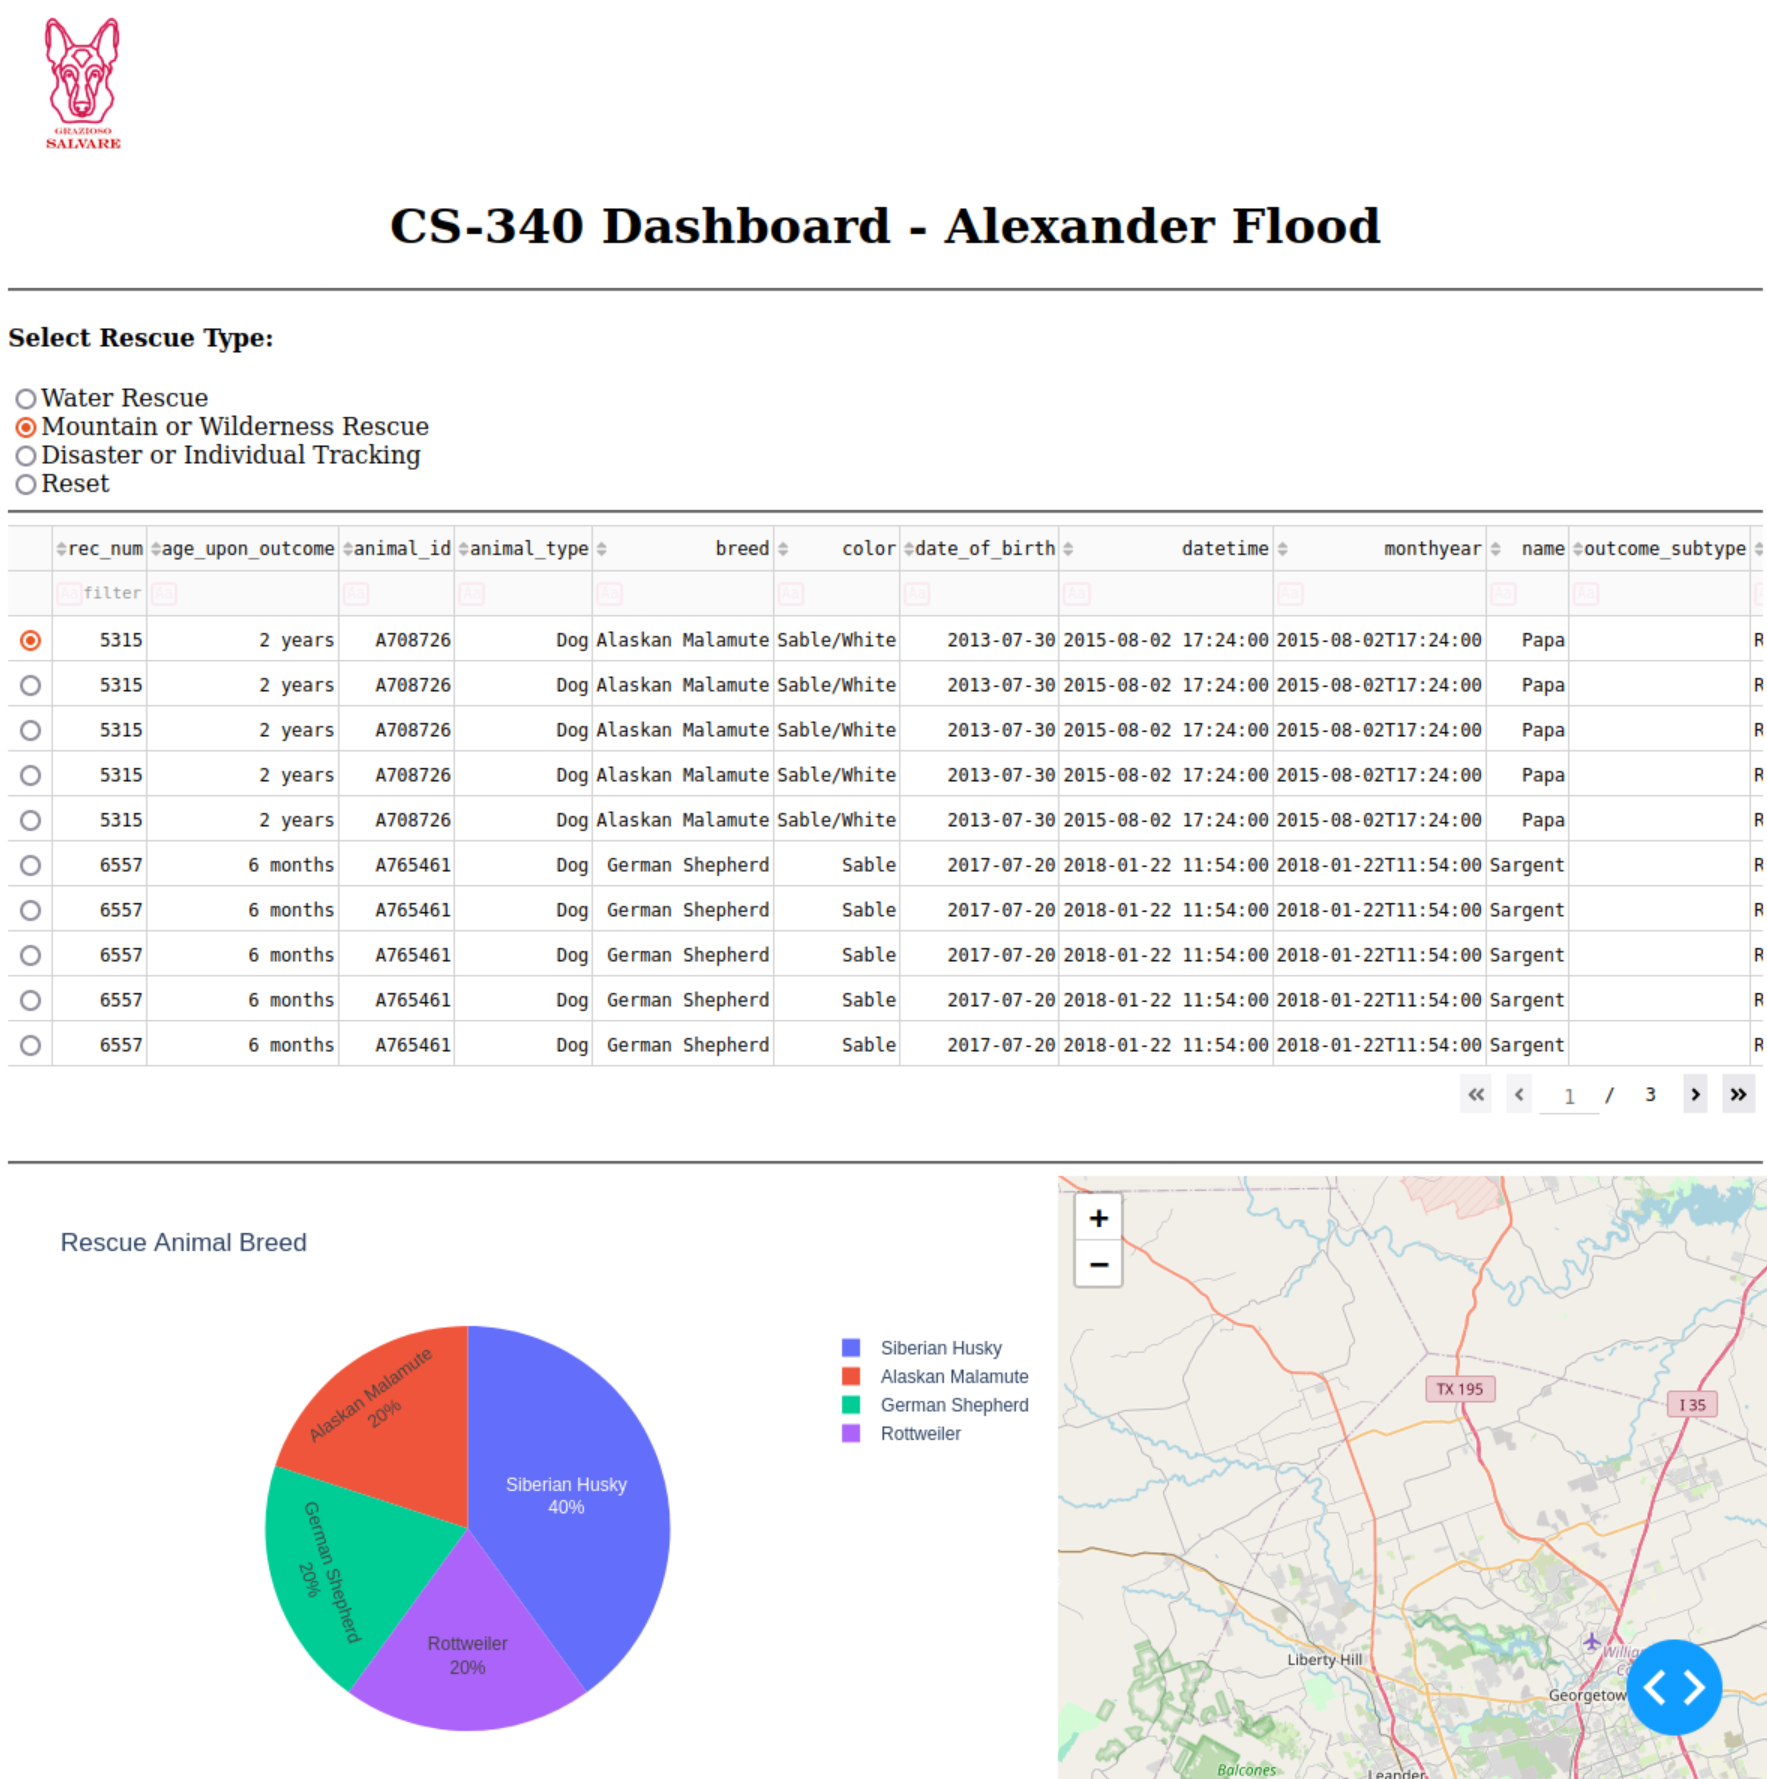 GRAZIOSO
SALVARE
CS-340 Dashboard - Alexander Flood
Select Rescue Type:
Water Rescue
Mountain or Wilderness Rescue
Disaster or Individual Tracking
Reset
rec_num age_upon_outcome animal_id animal_type breed color date_of_birth datetime monthyear name outcome_subtype
Aa filter Aa Aa Aa Aa Aa Aa Aa Aa Aa Aa
5315 2 years A708726 Dog Alaskan Malamute Sable/White 2013-07-30 2015-08-02 17:24:00 2015-08-02T17:24:00 Papa R
5315 2 years A708726 Dog Alaskan Malamute Sable/White 2013-07-30 2015-08-02 17:24:00 2015-08-02T17:24:00 Papa R
5315 2 years A708726 Dog Alaskan Malamute Sable/White 2013-07-30 2015-08-02 17:24:00 2015-08-02T17:24:00 Papa R
5315 2 years A708726 Dog Alaskan Malamute Sable/White 2013-07-30 2015-08-02 17:24:00 2015-08-02T17:24:00 Papa R
5315 2 years A708726 Dog Alaskan Malamute Sable/White 2013-07-30 2015-08-02 17:24:00 2015-08-02T17:24:00 Papa R
6557 6 months A765461 Dog German Shepherd Sable 2017-07-20 2018-01-22 11:54:00 2018-01-22T11:54:00 Sargent R
6557 6 months A765461 Dog German Shepherd Sable 2017-07-20 2018-01-22 11:54:00 2018-01-22T11:54:00 Sargent R
6557 6 months A765461 Dog German Shepherd Sable 2017-07-20 2018-01-22 11:54:00 2018-01-22T11:54:00 Sargent R
6557 6 months A765461 Dog German Shepherd Sable 2017-07-20 2018-01-22 11:54:00 2018-01-22T11:54:00 Sargent R
6557 6 months A765461 Dog German Shepherd Sable 2017-07-20 2018-01-22 11:54:00 2018-01-22T11:54:00 Sargent R
« ‹ 1 / 3 › »
Rescue Animal Breed
Alaskan Malamute
20%
Siberian Husky
40%
German Shepherd
20%
Rottweiler
20%
Siberian Husky
Alaskan Malamute
German Shepherd
Rottweiler
+
−
TX 195
I 35
Liberty Hill
Georgetow
Balcones
Leander